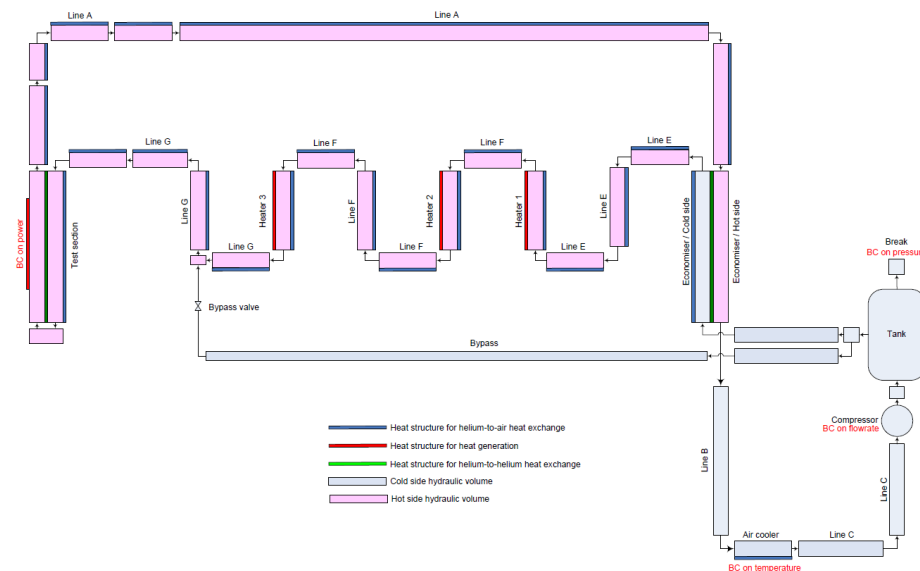 Line A
Line A
Line G
Line F
Line F
Line E
BC on power
Test section
Line G
Heater 3
Line F
Heater 2
Heater 1
Line E
Economiser / Cold side
Economiser / Hot side
Line G
Line F
Line E
Break
BC on pressure
Bypass valve
Tank
Bypass
Compressor
BC on flowrate
Heat structure for helium-to-air heat exchange
Heat structure for heat generation
Heat structure for helium-to-helium heat exchange
Cold side hydraulic volume
Hot side hydraulic volume
Line B
Line C
Air cooler
Line C
BC on temperature